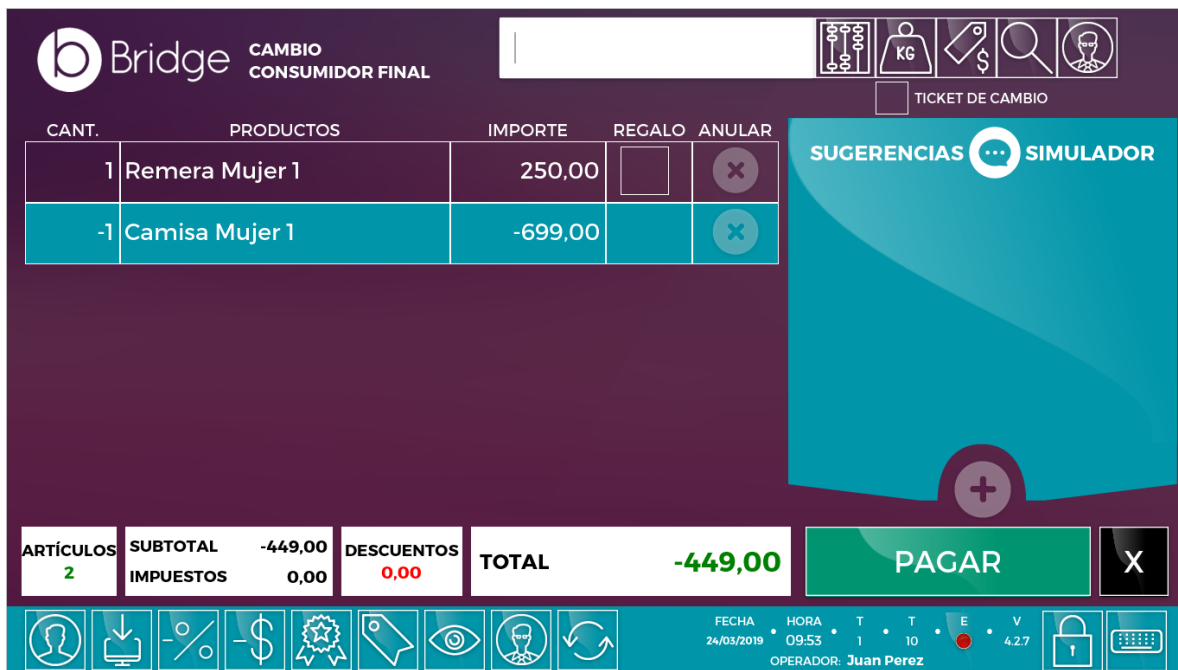 Bridge CAMBIO
CONSUMIDOR FINAL
KG
$
TICKET DE CAMBIO
CANT. PRODUCTOS IMPORTE REGALO ANULAR
1 Remera Mujer 1 250,00
-1 Camisa Mujer 1 -699,00
SUGERENCIAS SIMULADOR
ARTÍCULOS
2
SUBTOTAL -449,00
IMPUESTOS 0,00
DESCUENTOS
0,00
TOTAL -449,00
PAGAR
X
-%
-$
FECHA HORA T T E V
24/03/2019 09:53 1 10 4.2.7
OPERADOR: Juan Perez